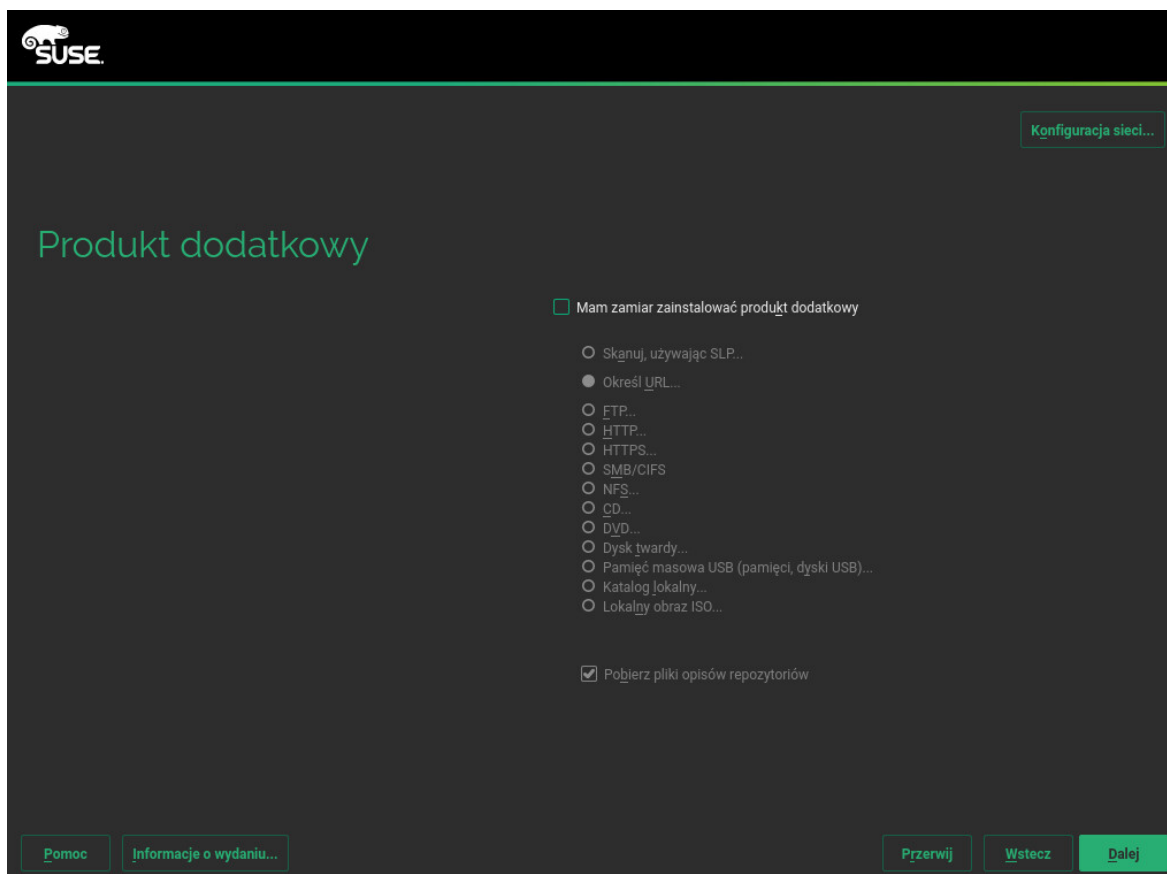 SUSE.
Konfiguracja sieci...
Produkt dodatkowy
Mam zamiar zainstalować produkt dodatkowy
Skanuj, używając SLP...
Określ URL...
FTP...
HTTP...
HTTPS...
SMB/CIFS
NFS...
CD...
DVD...
Dysk twardy...
Pamięć masowa USB (pamięci, dyski USB)...
Katalog lokalny...
Lokalny obraz ISO...
Pobierz pliki opisów repozytoriów
Pomoc
Informacje o wydaniu...
Przerwij
Wstecz
Dalej